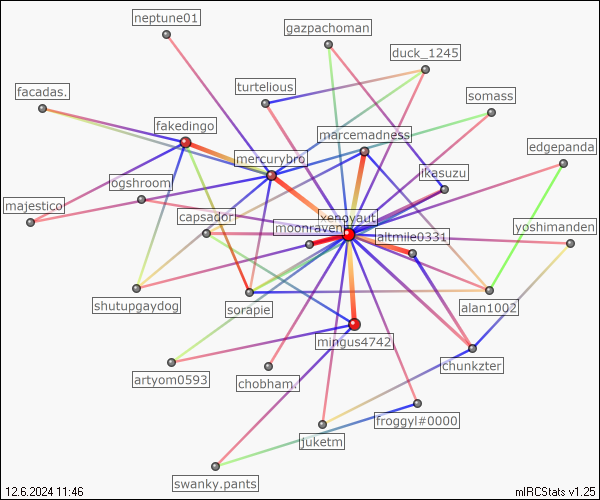 neptune01
gazpachoman
duck_1245
turtelious
facadas.
somass
fakedingo
marcemadness
edgepanda
mercurybro
ikasuzu
ogshroom
majestico
capsador
xenoyaut
yoshimanden
moonraven
altmile0331
shutupgaydog
sorapie
alan1002
mingus4742
chunkzter
artyom0593
chobham.
froggyl#0000
juketm
swanky.pants
12.6.2024 11:46
mIRCStats v1.25